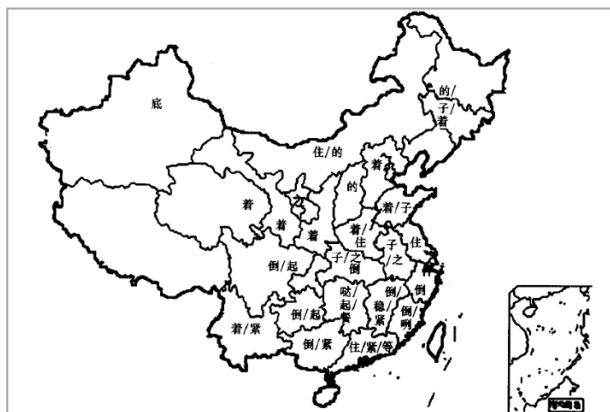 底
的/
子/
着
住/的
着
的
着
着/子
着
着
着/
住
子/
/之
住
倒/起
子/之
倒
哒/
起/
餐
倒/
稳/
紧
倒
倒/
着/紧
倒/起
倒/紧
住/紧/等